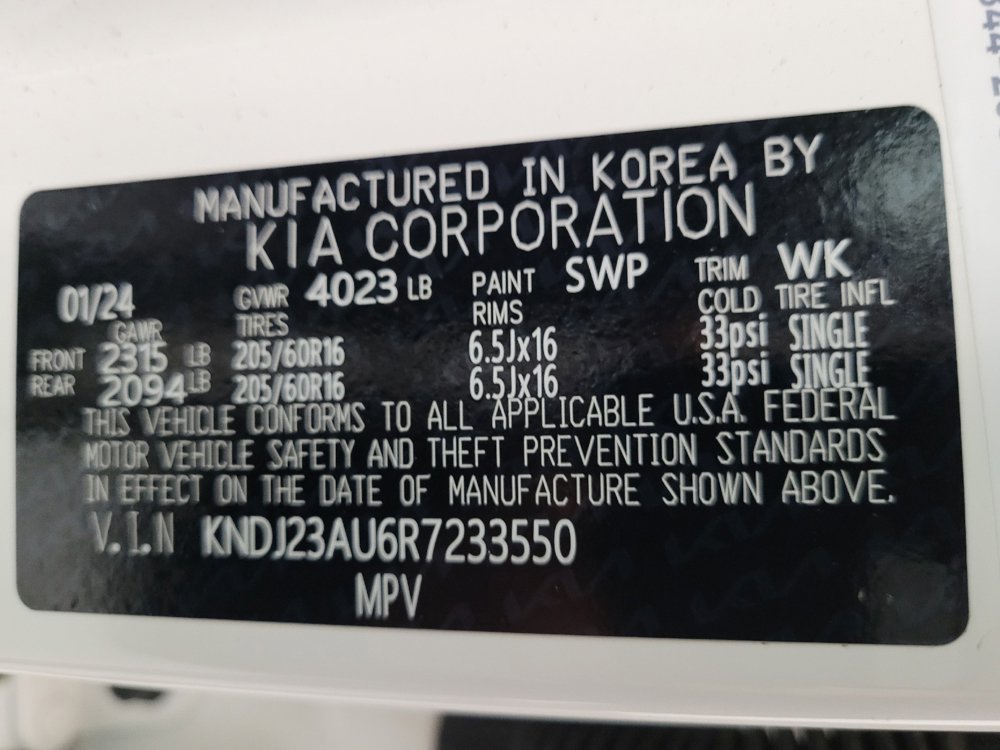 MANUFACTURED IN KOREA BY
KIA CORPORATION
01/24 GVWR 4023 LB PAINT SWP TRIM WK
GAWR TIRES RIMS COLD TIRE INFL
FRONT 2315 LB 205/60R16 6.5Jx16 33psi SINGLE
REAR 2094 LB 205/60R16 6.5Jx16 33psi SINGLE
THIS VEHICLE CONFORMS TO ALL APPLICABLE U.S.A. FEDERAL
MOTOR VEHICLE SAFETY AND THEFT PREVENTION STANDARDS
IN EFFECT ON THE DATE OF MANUFACTURE SHOWN ABOVE.
V.I.N KNDJ23AU6R7233550
MPV